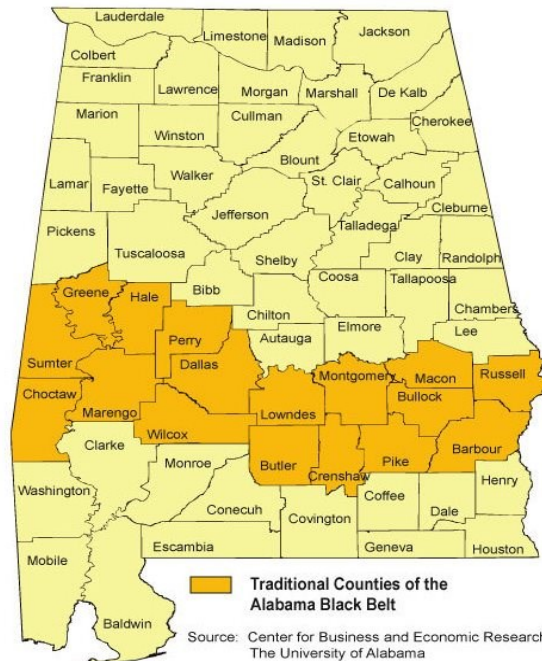 Lauderdale
Limestone
Madison
Jackson
Colbert
Franklin
Lawrence
Morgan
Marshall
De Kalb
Marion
Winston
Cullman
Cherokee
Etowah
Blount
Lamar
Fayette
Walker
St. Clair
Calhoun
Cleburne
Jefferson
Talladega
Pickens
Tuscaloosa
Shelby
Clay
Randolph
Bibb
Coosa
Tallapoosa
Greene
Hale
Chilton
Chambers
Perry
Autauga
Elmore
Lee
Sumter
Dallas
Montgomery
Macon
Russell
Choctaw
Marengo
Lowndes
Bullock
Wilcox
Clarke
Monroe
Butler
Crenshaw
Pike
Barbour
Washington
Conecuh
Coffee
Henry
Covington
Dale
Mobile
Escambia
Geneva
Houston
Baldwin
Traditional Counties of the
Alabama Black Belt
Source: Center for Business and Economic Research
The University of Alabama